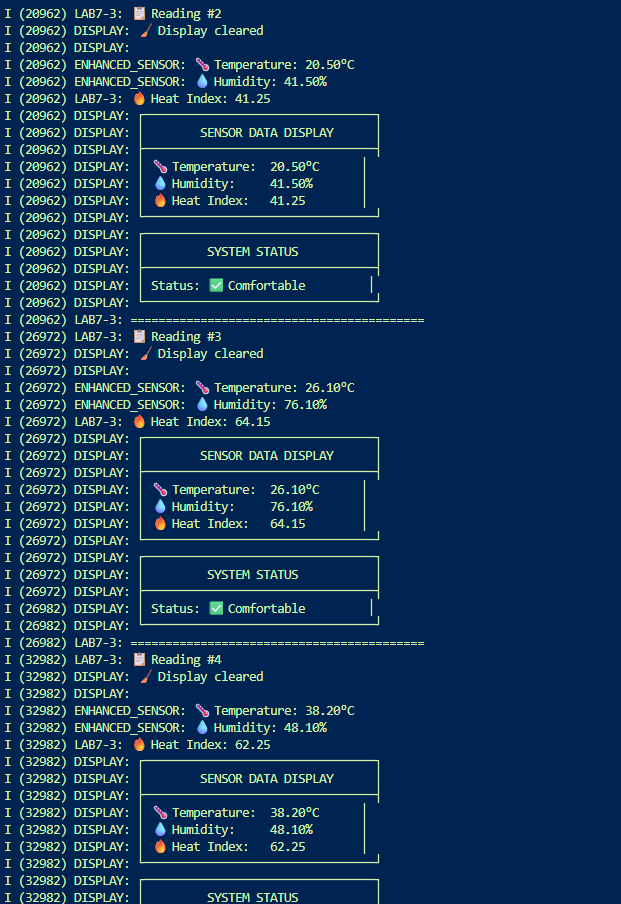 I (20962) LAB7-3: 📋 Reading #2
I (20962) DISPLAY: 🧹 Display cleared
I (20962) DISPLAY:
I (20962) ENHANCED_SENSOR: 🌡️ Temperature: 20.50°C
I (20962) ENHANCED_SENSOR: 💧 Humidity: 41.50%
I (20962) LAB7-3: 🔥 Heat Index: 41.25
I (20962) DISPLAY:
I (20962) DISPLAY: SENSOR DATA DISPLAY
I (20962) DISPLAY:
I (20962) DISPLAY: 🌡️ Temperature: 20.50°C
I (20962) DISPLAY: 💧 Humidity: 41.50%
I (20962) DISPLAY: 🔥 Heat Index: 41.25
I (20962) DISPLAY:
I (20962) DISPLAY:
I (20962) DISPLAY: SYSTEM STATUS
I (20962) DISPLAY:
I (20962) DISPLAY: Status: ✅ Comfortable
I (20962) DISPLAY:
I (20962) LAB7-3: ==========================================
I (26972) LAB7-3: 📋 Reading #3
I (26972) DISPLAY: 🧹 Display cleared
I (26972) DISPLAY:
I (26972) ENHANCED_SENSOR: 🌡️ Temperature: 26.10°C
I (26972) ENHANCED_SENSOR: 💧 Humidity: 76.10%
I (26972) LAB7-3: 🔥 Heat Index: 64.15
I (26972) DISPLAY:
I (26972) DISPLAY: SENSOR DATA DISPLAY
I (26972) DISPLAY:
I (26972) DISPLAY: 🌡️ Temperature: 26.10°C
I (26972) DISPLAY: 💧 Humidity: 76.10%
I (26972) DISPLAY: 🔥 Heat Index: 64.15
I (26972) DISPLAY:
I (26972) DISPLAY:
I (26972) DISPLAY: SYSTEM STATUS
I (26972) DISPLAY:
I (26982) DISPLAY: Status: ✅ Comfortable
I (26982) DISPLAY:
I (26982) LAB7-3: ==========================================
I (32982) LAB7-3: 📋 Reading #4
I (32982) DISPLAY: 🧹 Display cleared
I (32982) DISPLAY:
I (32982) ENHANCED_SENSOR: 🌡️ Temperature: 38.20°C
I (32982) ENHANCED_SENSOR: 💧 Humidity: 48.10%
I (32982) LAB7-3: 🔥 Heat Index: 62.25
I (32982) DISPLAY:
I (32982) DISPLAY: SENSOR DATA DISPLAY
I (32982) DISPLAY:
I (32982) DISPLAY: 🌡️ Temperature: 38.20°C
I (32982) DISPLAY: 💧 Humidity: 48.10%
I (32982) DISPLAY: 🔥 Heat Index: 62.25
I (32982) DISPLAY:
I (32982) DISPLAY:
I (32982) DISPLAY: SYSTEM STATUS